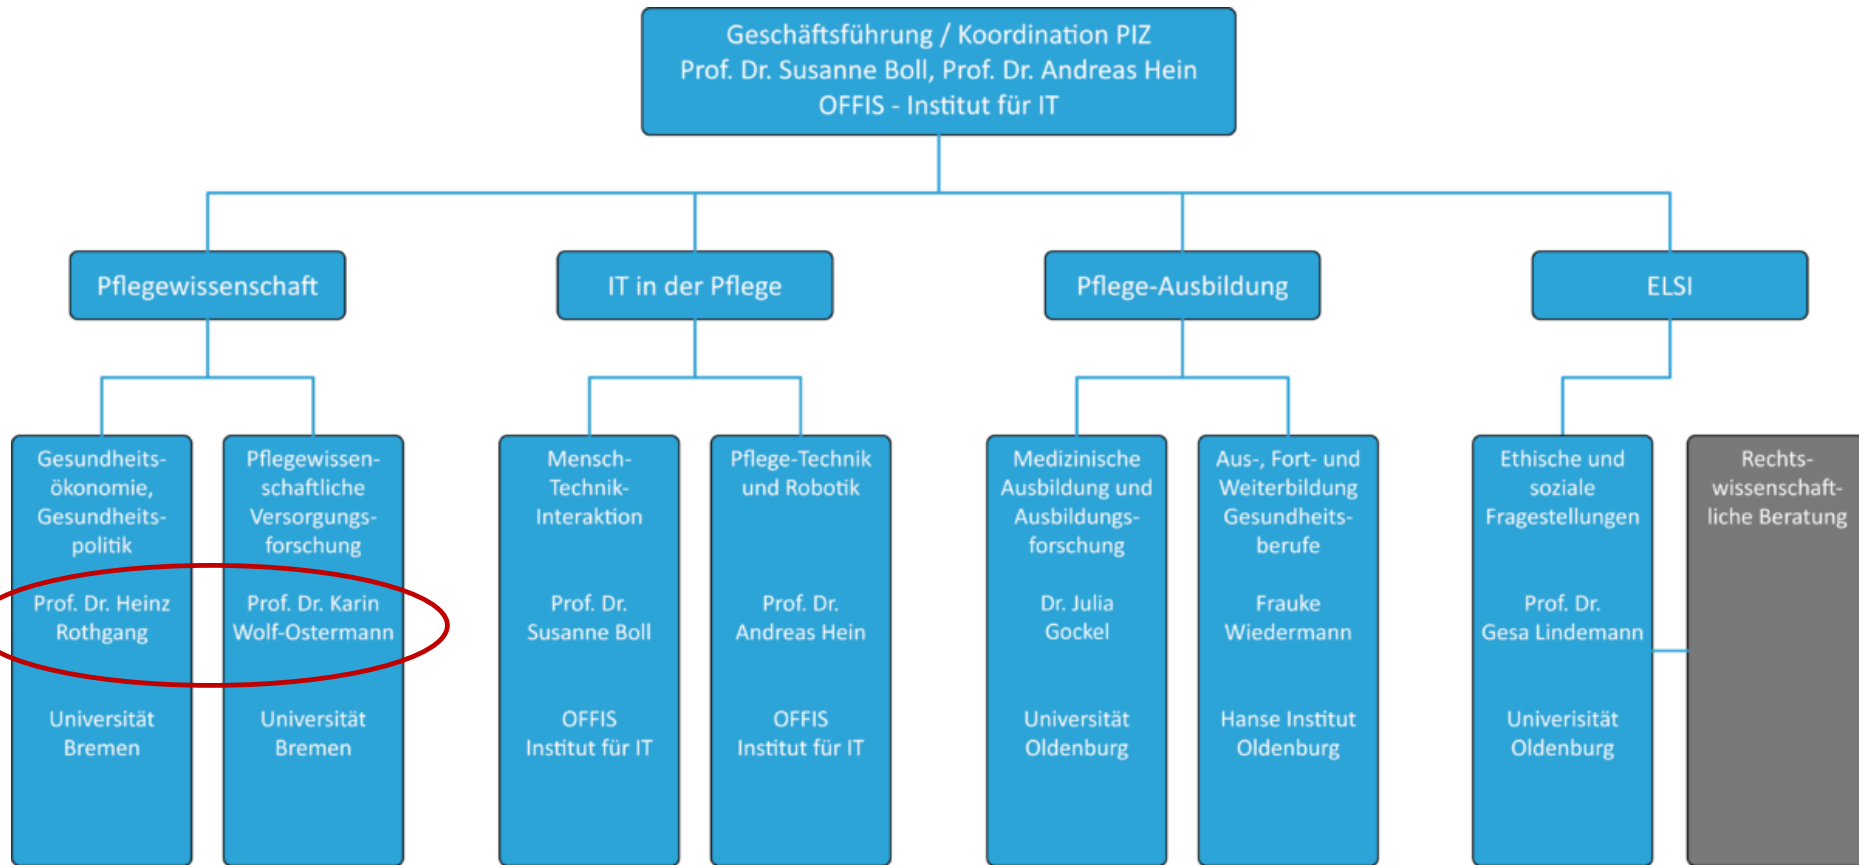 Geschäftsführung / Koordination PIZ
Prof. Dr. Susanne Boll, Prof. Dr. Andreas Hein
OFFIS - Institut für IT
Pflegewissenschaft
IT in der Pflege
Pflege-Ausbildung
ELSI
Gesundheits-
ökonomie,
Gesundheits-
politik
Prof. Dr. Heinz
Rothgang
Universität
Bremen
Pflegewissen-
schaftliche
Versorgungs-
forschung
Prof. Dr. Karin
Wolf-Ostermann
Universität
Bremen
Mensch-
Technik-
Interaktion
Prof. Dr.
Susanne Boll
OFFIS
Institut für IT
Pflege-Technik
und Robotik
Prof. Dr.
Andreas Hein
OFFIS
Institut für IT
Medizinische
Ausbildung und
Ausbildungs-
forschung
Dr. Julia
Gockel
Universität
Oldenburg
Aus-, Fort- und
Weiterbildung
Gesundheits-
berufe
Frauke
Wiedermann
Hanse Institut
Oldenburg
Ethische und
soziale
Fragestellungen
Prof. Dr.
Gesa Lindemann
Univerisität
Oldenburg
Rechts-
wissenschaft-
liche Beratung